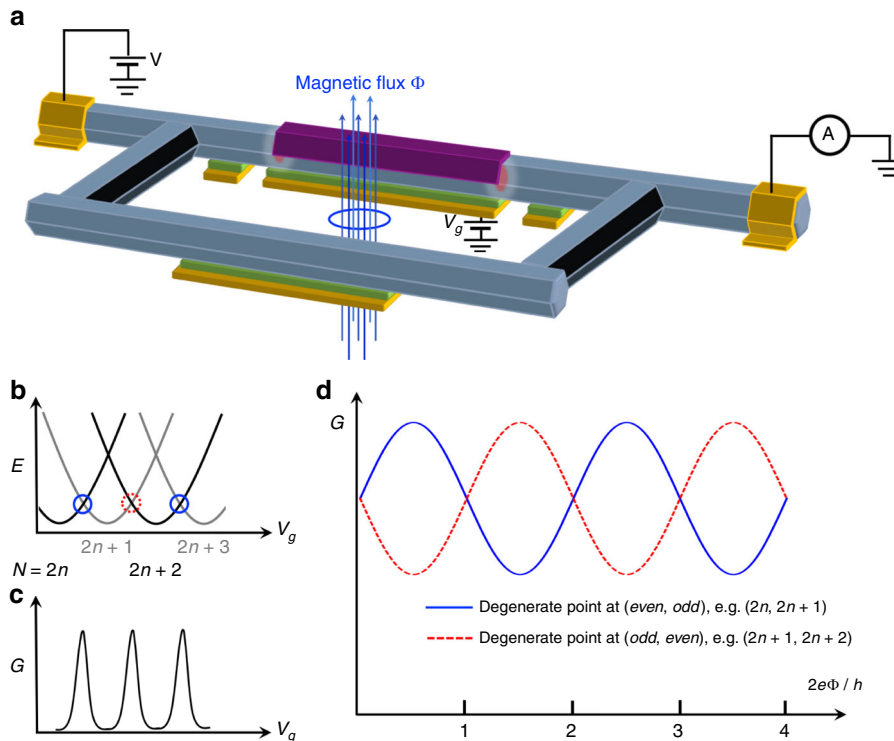 a
V
Magnetic flux Φ
A
V_g
b
E
V_g
2n + 1
2n + 3
N = 2n
2n + 2
c
G
V_g
d
G
Degenerate point at (even, odd), e.g. (2n, 2n + 1)
Degenerate point at (odd, even), e.g. (2n + 1, 2n + 2)
2eΦ / h
1 2 3 4